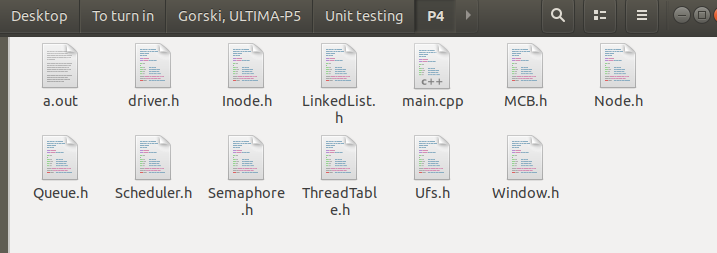 Desktop To turn in Gorski, ULTIMA-P5 Unit testing P4
a.out driver.h Inode.h LinkedList. main.cpp MCB.h Node.h
h
c++
Queue.h Scheduler.h Semaphore ThreadTabl Ufs.h Window.h
.h e.h